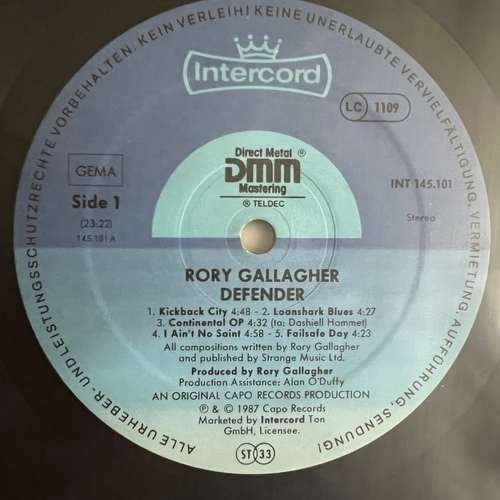 ALLE URHEBER- UND LEISTUNGSSCHUTZRECHTE VORBEHALTEN. KEIN VERLEIH! KEINE UNERLAUBTE VERVIELFÄLTIGUNG, VERMIETUNG, AUFFÜHRUNG, SENDUNG!
Intercord
LC 1109
GEMA
Side 1
(23:22)
145.101 A
Direct Metal ®
DMM
Mastering
® TELDEC
INT 145.101
Stereo
RORY GALLAGHER
DEFENDER
1. Kickback City 4:48 - 2. Loanshark Blues 4:27
3. Continental OP 4:32 (to: Dashiell Hammet)
4. I Ain't No Saint 4:58 - 5. Failsafe Day 4:23
All compositions written by Rory Gallagher
and published by Strange Music Ltd.
Produced by Rory Gallagher
Production Assistance: Alan O'Duffy
AN ORIGINAL CAPO RECORDS PRODUCTION
℗ & © 1987 Capo Records
Marketed by Intercord Ton
GmbH, Licensee.
ST 33